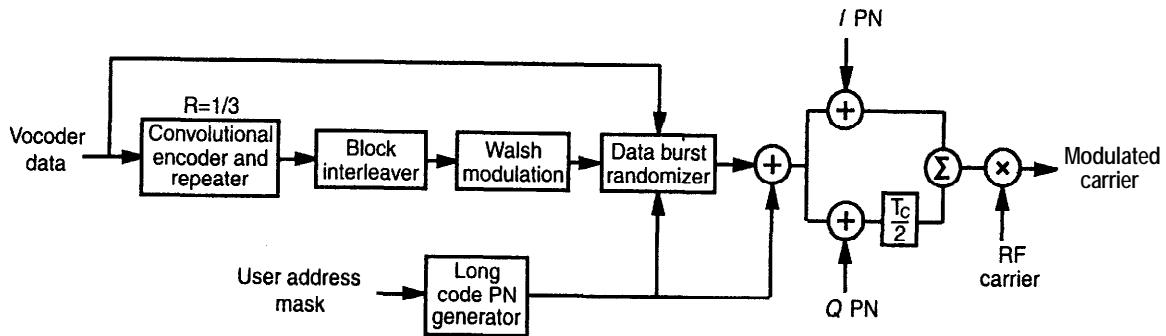 I PN
R=1/3
Vocoder
data
Convolutional
encoder and
repeater
Block
interleaver
Walsh
modulation
Data burst
randomizer
+
+
+
Σ
×
Modulated
carrier
T_C
2
RF
carrier
Q PN
User address
mask
Long
code PN
generator